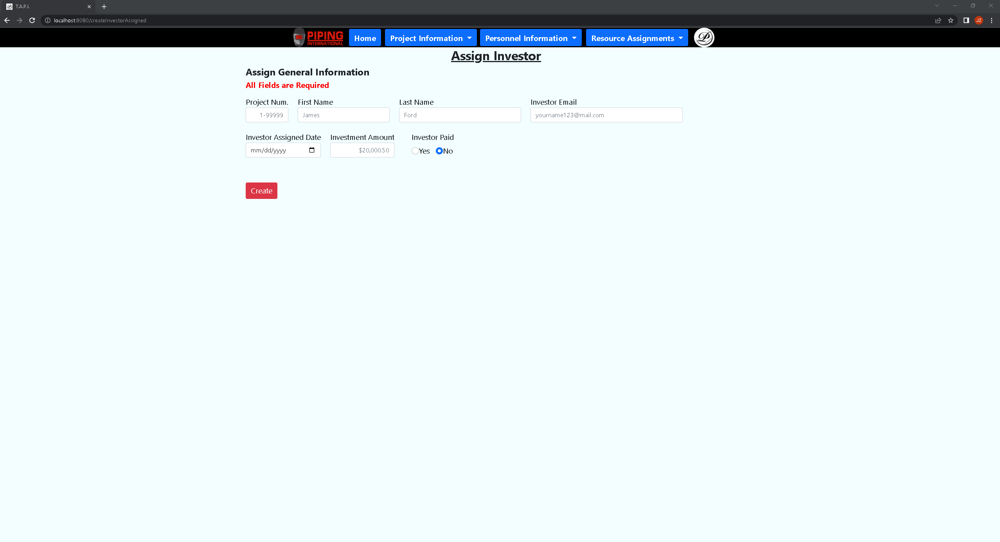 T.A.P.I.
localhost:8080/createInvestorAssigned
JZ
PIPING
INTERNATIONAL
Home Project Information Personnel Information Resource Assignments
Assign Investor
Assign General Information
All Fields are Required
Project Num. First Name Last Name Investor Email
1-99999 James Ford yourname123@mail.com
Investor Assigned Date Investment Amount Investor Paid
mm/dd/yyyy $20,000.50 Yes No
Create